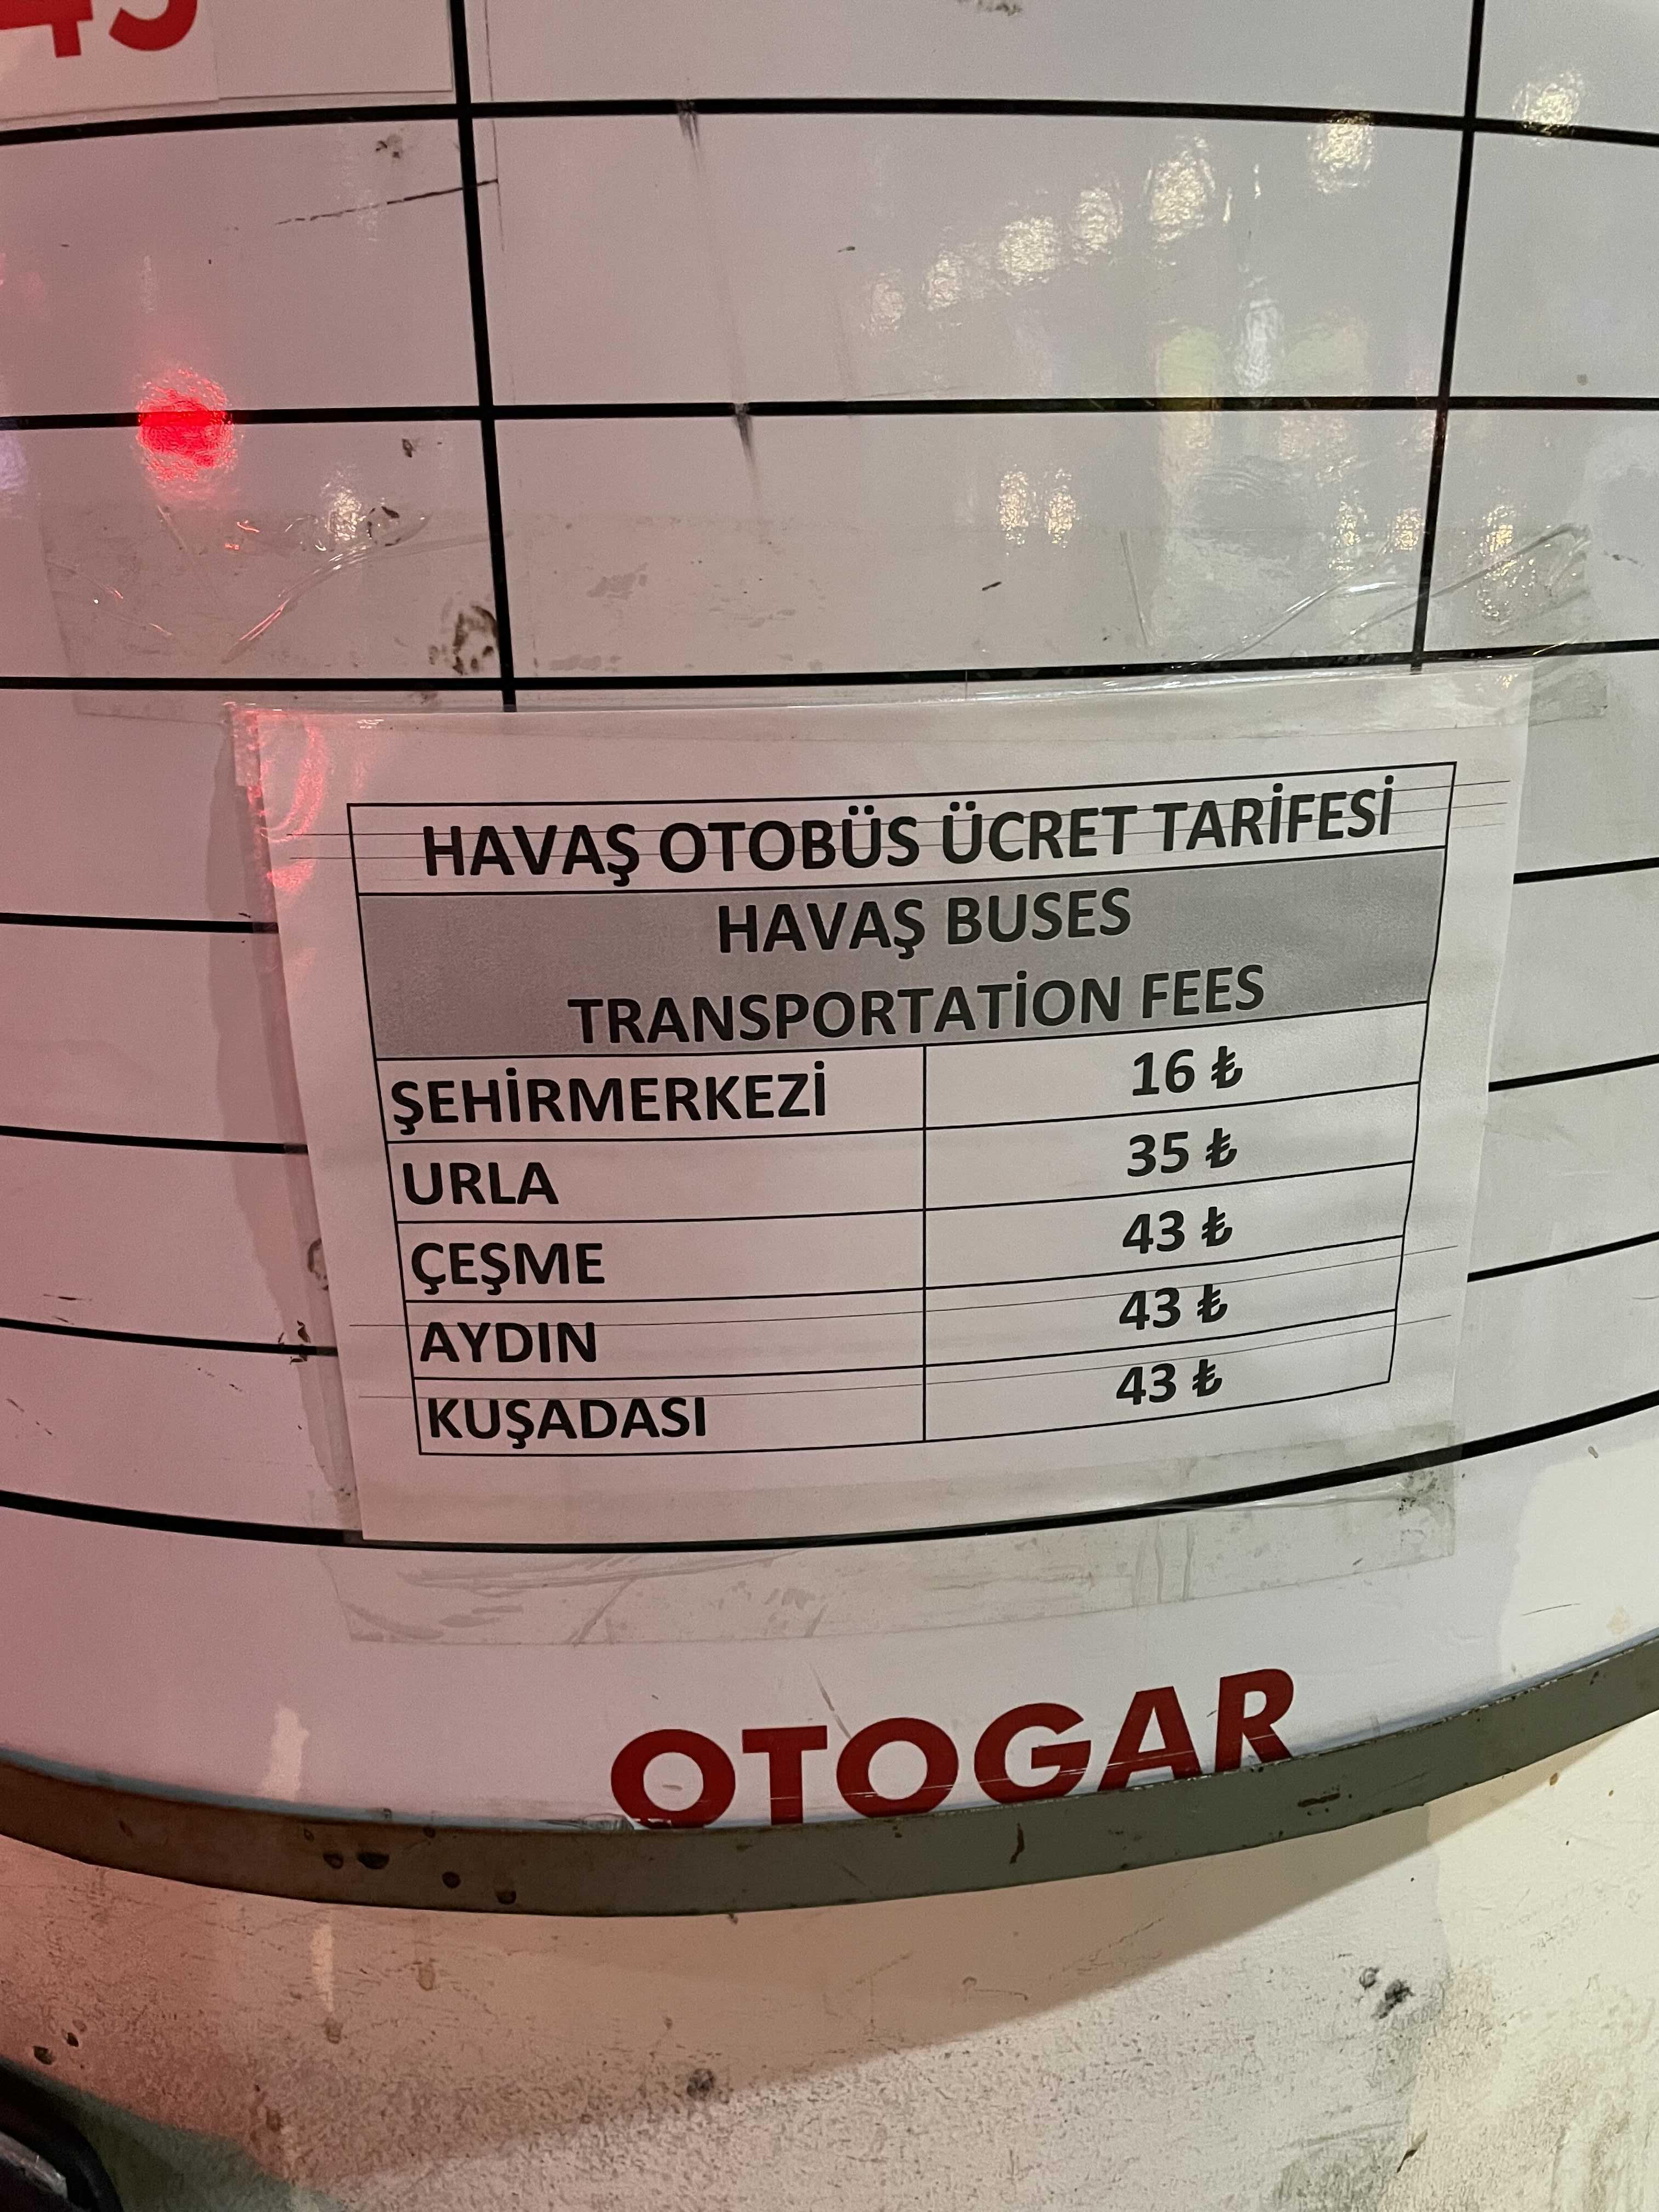 45
HAVAŞ OTOBÜS ÜCRET TARİFESİ
HAVAŞ BUSES
TRANSPORTATİON FEES
ŞEHİRMERKEZİ 16 ₺
URLA 35 ₺
ÇEŞME 43 ₺
AYDIN 43 ₺
KUŞADASI 43 ₺
OTOGAR